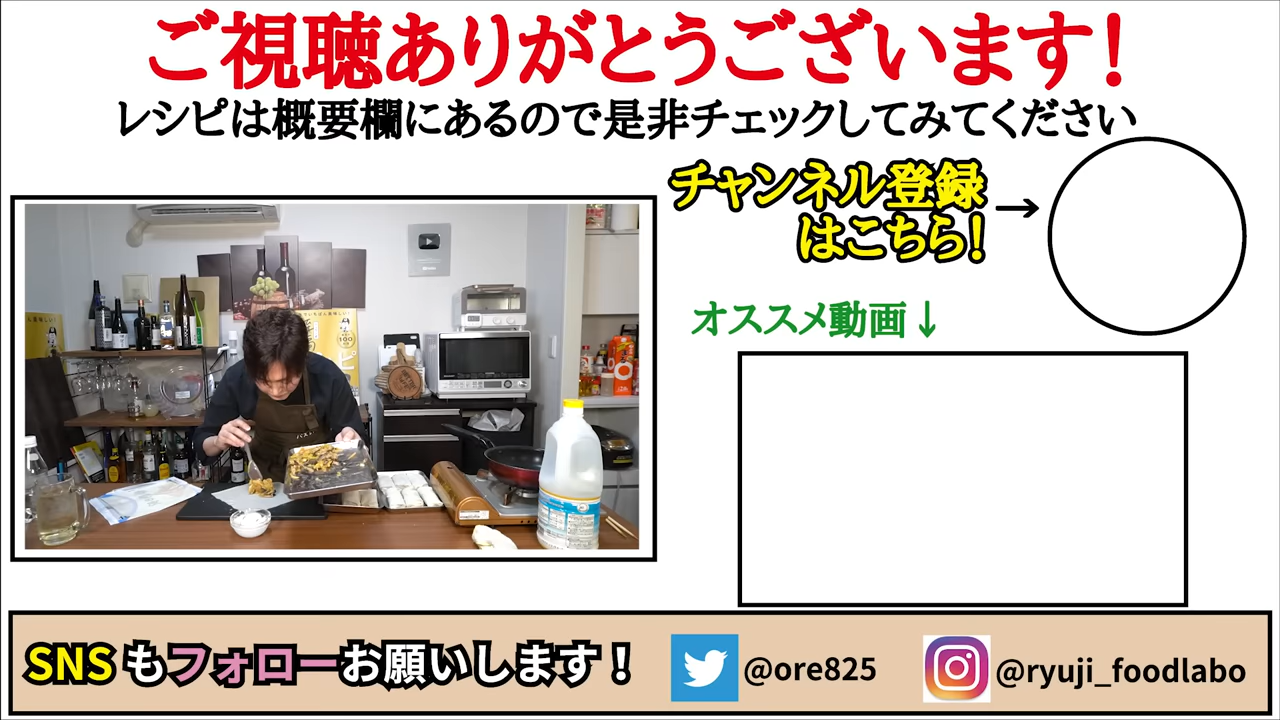 ご視聴ありがとうございます!
レシピは概要欄にあるので是非チェックしてみてください
チャンネル登録
はこちら!
→
オススメ動画↓
SNSもフォローお願いします!
@ore825
@ryuji_foodlabo